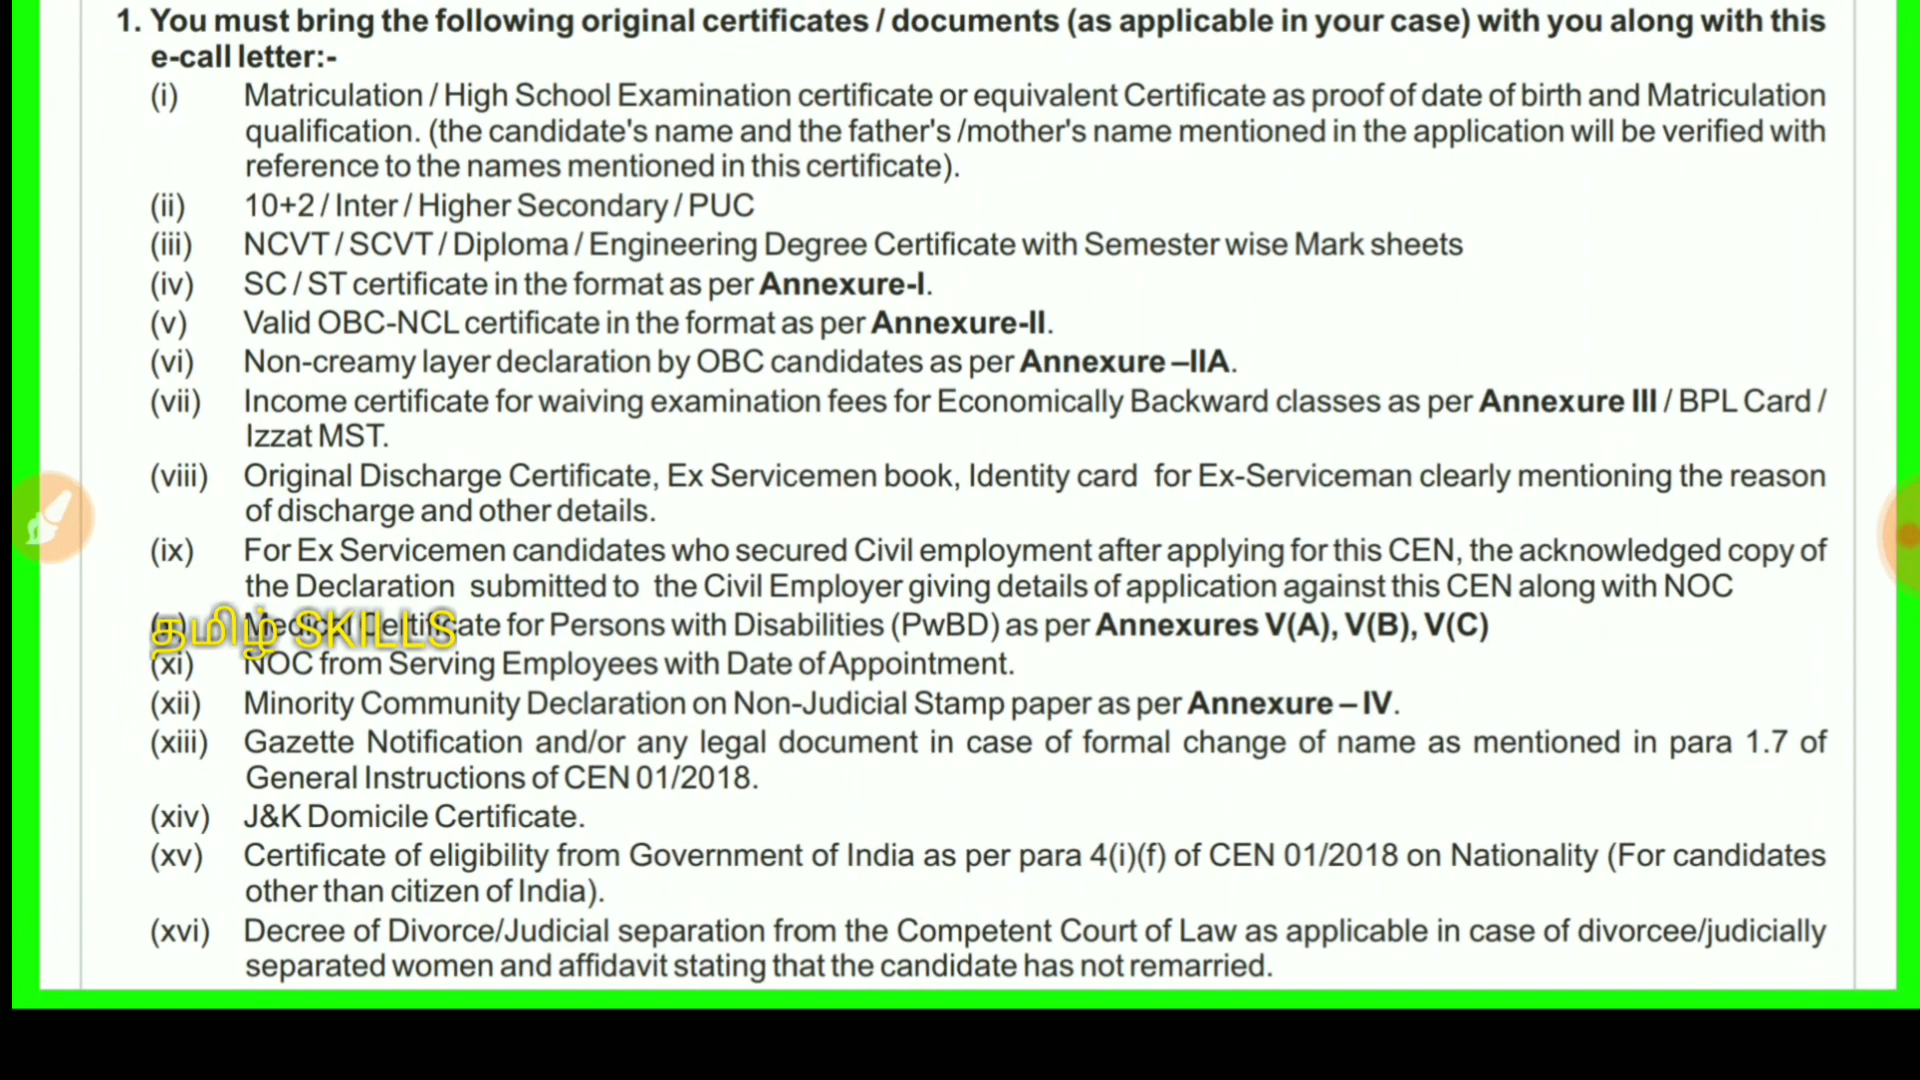 1. You must bring the following original certificates / documents (as applicable in your case) with you along with this
e-call letter:-
(i) Matriculation / High School Examination certificate or equivalent Certificate as proof of date of birth and Matriculation
qualification. (the candidate's name and the father's /mother's name mentioned in the application will be verified with
reference to the names mentioned in this certificate).
(ii) 10+2 / Inter / Higher Secondary / PUC
(iii) NCVT / SCVT / Diploma / Engineering Degree Certificate with Semester wise Mark sheets
(iv) SC / ST certificate in the format as per Annexure-I.
(v) Valid OBC-NCL certificate in the format as per Annexure-II.
(vi) Non-creamy layer declaration by OBC candidates as per Annexure –IIA.
(vii) Income certificate for waiving examination fees for Economically Backward classes as per Annexure III / BPL Card /
Izzat MST.
(viii) Original Discharge Certificate, Ex Servicemen book, Identity card for Ex-Serviceman clearly mentioning the reason
of discharge and other details.
(ix) For Ex Servicemen candidates who secured Civil employment after applying for this CEN, the acknowledged copy of
the Declaration submitted to the Civil Employer giving details of application against this CEN along with NOC
(x) Medical Certificate for Persons with Disabilities (PwBD) as per Annexures V(A), V(B), V(C)
தமிழ் SKILLS
(xi) NOC from Serving Employees with Date of Appointment.
(xii) Minority Community Declaration on Non-Judicial Stamp paper as per Annexure – IV.
(xiii) Gazette Notification and/or any legal document in case of formal change of name as mentioned in para 1.7 of
General Instructions of CEN 01/2018.
(xiv) J&K Domicile Certificate.
(xv) Certificate of eligibility from Government of India as per para 4(i)(f) of CEN 01/2018 on Nationality (For candidates
other than citizen of India).
(xvi) Decree of Divorce/Judicial separation from the Competent Court of Law as applicable in case of divorcee/judicially
separated women and affidavit stating that the candidate has not remarried.